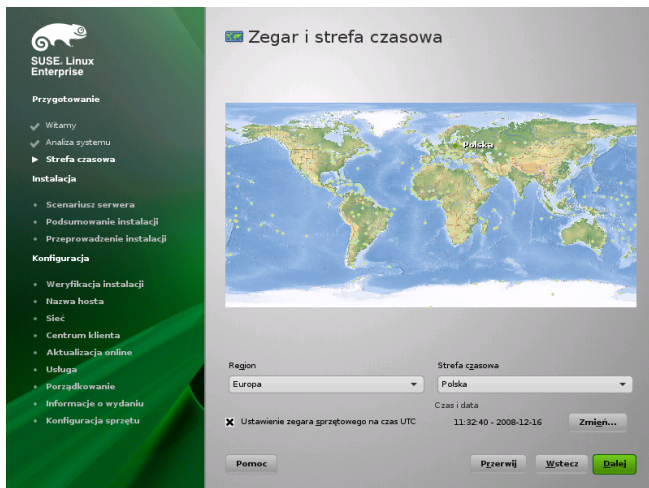 SUSE. Linux
Enterprise
Przygotowanie
Witamy
Analiza systemu
Strefa czasowa
Instalacja
Scenariusz serwera
Podsumowanie instalacji
Przeprowadzenie instalacji
Konfiguracja
Weryfikacja instalacji
Nazwa hosta
Sieć
Centrum klienta
Aktualizacja online
Usługa
Porządkowanie
Informacje o wydaniu
Konfiguracja sprzętu
Zegar i strefa czasowa
Polska
Region
Strefa czasowa
Europa
Polska
Czas i data
Ustawienie zegara sprzętowego na czas UTC
11:32:40 - 2008-12-16
Zmień...
Pomoc
Przerwij
Wstecz
Dalej